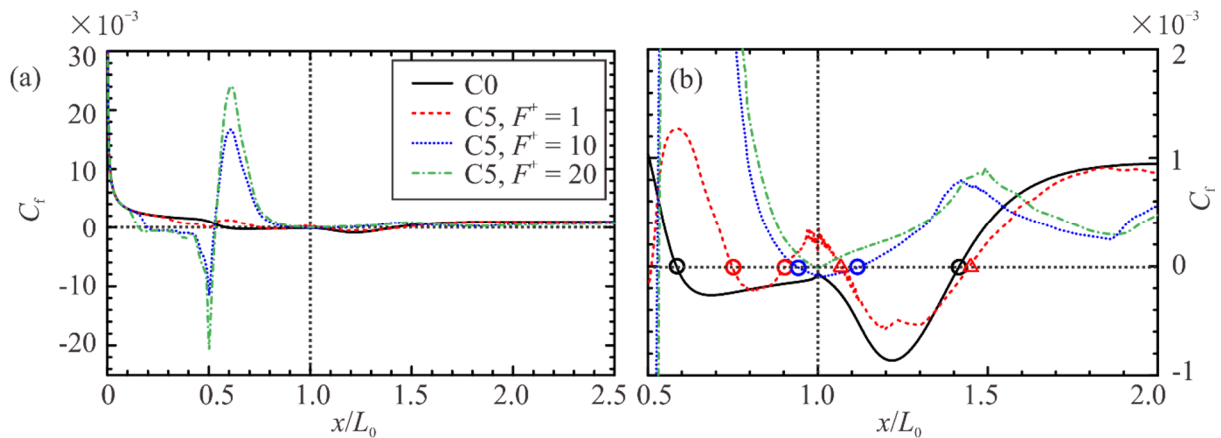 ×10⁻³
(a)
30
20
10
0
-10
-20
C_f
0
0.5
1.0
1.5
2.0
2.5
x/L₀
C0
C5, F⁺ = 1
C5, F⁺ = 10
C5, F⁺ = 20
×10⁻³
(b)
2
1
0
-1
C_f
0.5
1.0
1.5
2.0
x/L₀